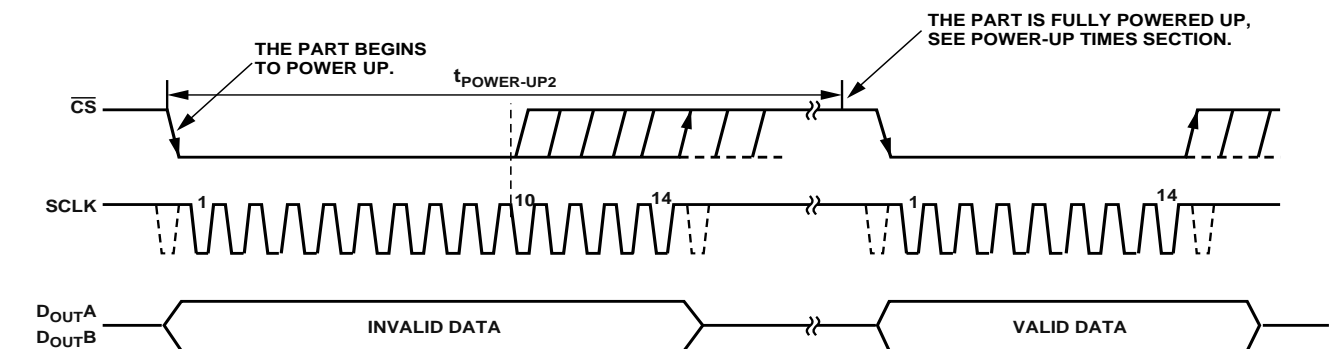 THE PART IS FULLY POWERED UP,
SEE POWER-UP TIMES SECTION.
THE PART BEGINS
TO POWER UP.
tPOWER-UP2
CS
SCLK
1
10
14
1
14
DOUTA
DOUTB
INVALID DATA
VALID DATA